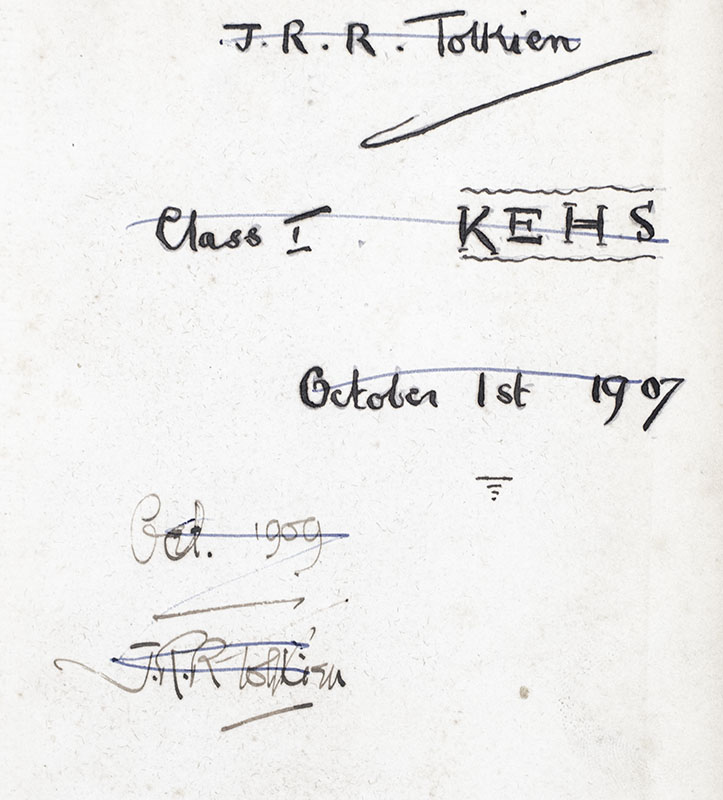 J. R. R. Tolkien
Class I KEHS
October 1st 1907
Oct. 1909
J.R.R Tolkien